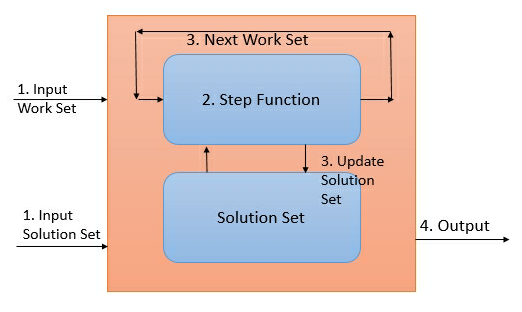 3. Next Work Set
1. Input
Work Set
2. Step Function
3. Update
Solution
Set
1. Input
Solution Set
Solution Set
4. Output